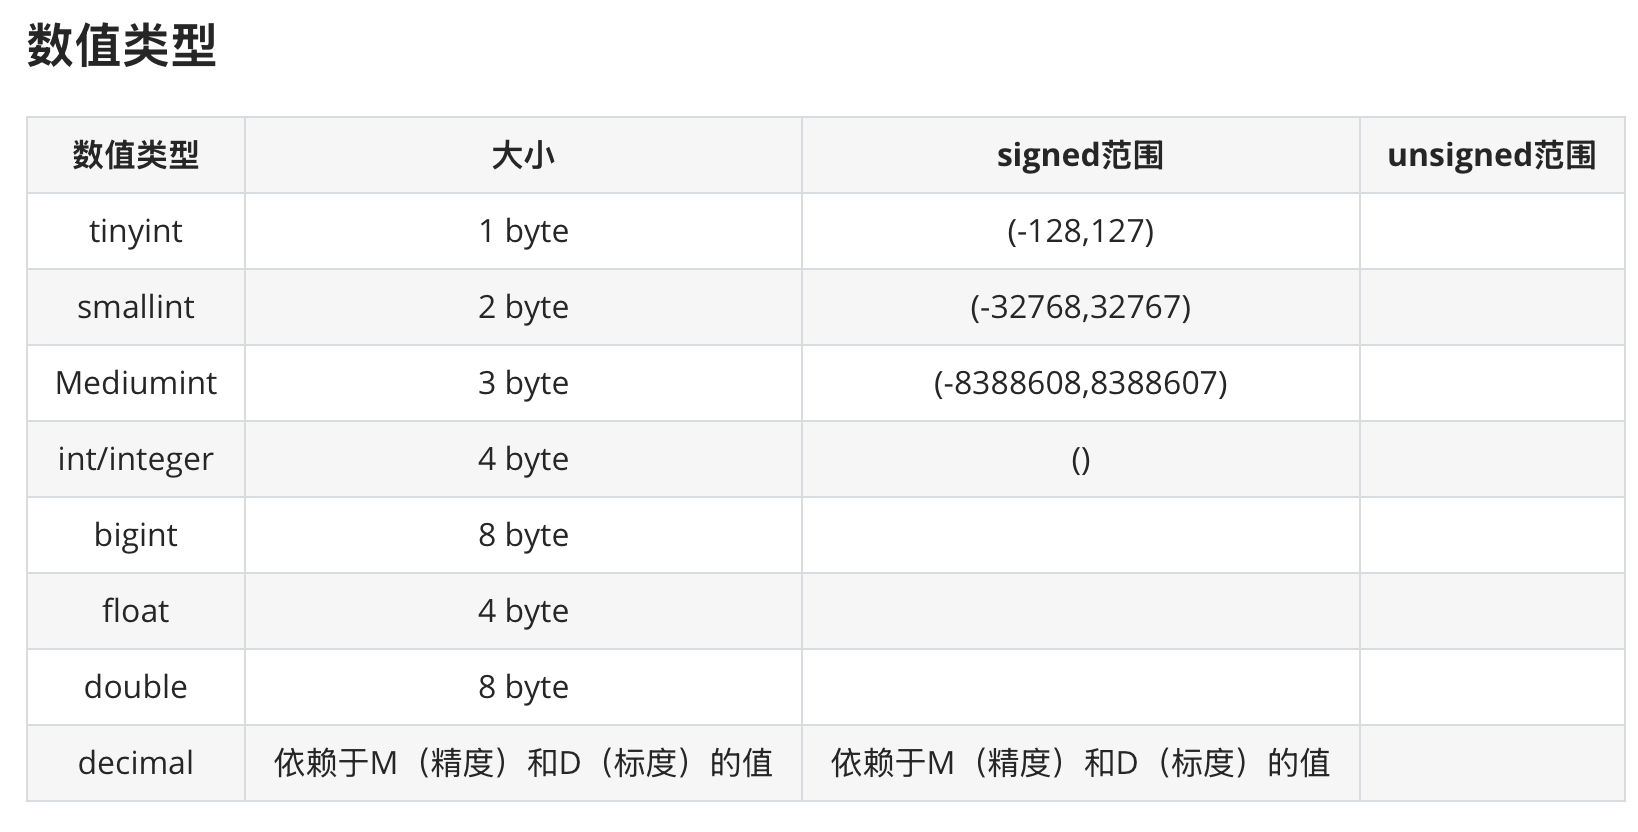 数值类型
数值类型 大小 signed范围 unsigned范围
tinyint 1 byte (-128,127)
smallint 2 byte (-32768,32767)
Mediumint 3 byte (-8388608,8388607)
int/integer 4 byte ()
bigint 8 byte
float 4 byte
double 8 byte
decimal 依赖于M（精度）和D（标度）的值 依赖于M（精度）和D（标度）的值